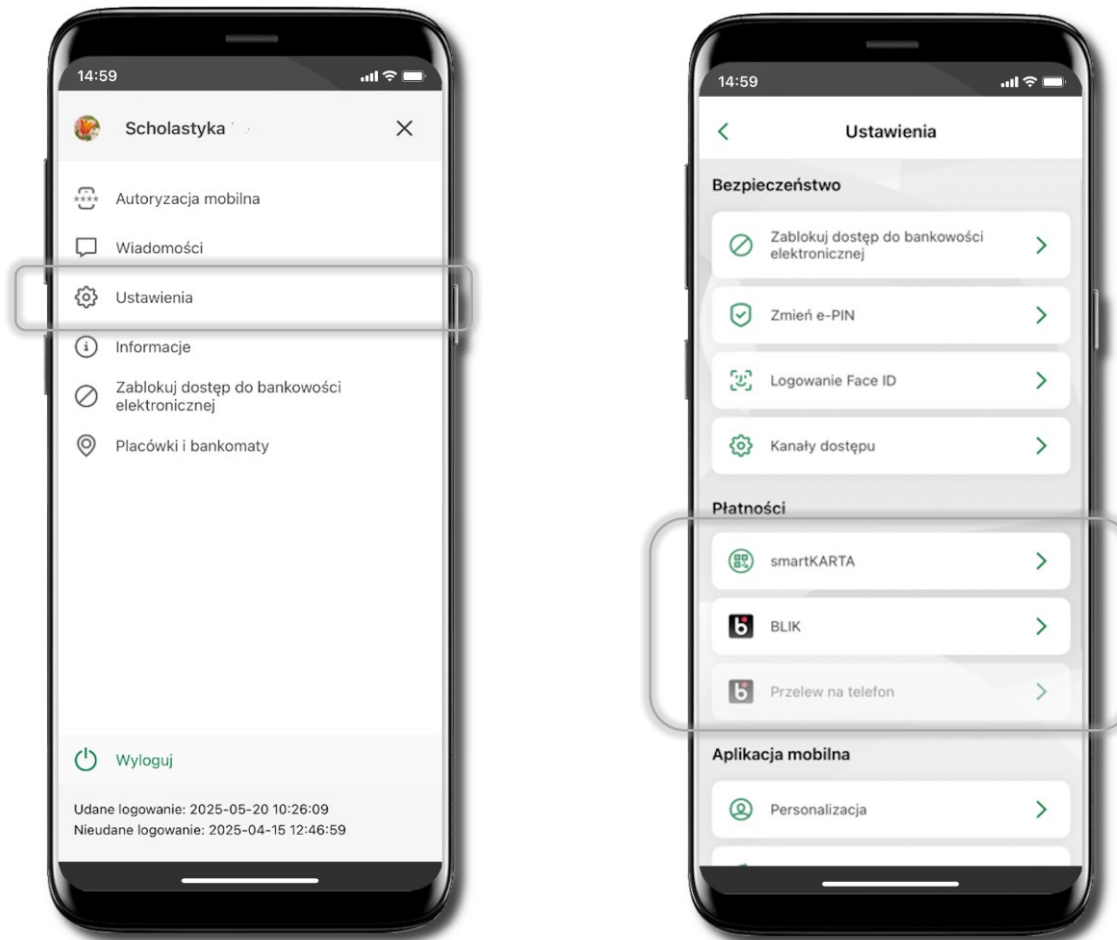 14:59
Scholastyka
Autoryzacja mobilna
Wiadomości
Ustawienia
Informacje
Zablokuj dostęp do bankowości
elektronicznej
Placówki i bankomaty
Wyloguj
Udane logowanie: 2025-05-20 10:26:09
Nieudane logowanie: 2025-04-15 12:46:59
14:59
Ustawienia
Bezpieczeństwo
Zablokuj dostęp do bankowości
elektronicznej
Zmień e-PIN
Logowanie Face ID
Kanały dostępu
Płatności
smartKARTA
BLIK
Przelew na telefon
Aplikacja mobilna
Personalizacja